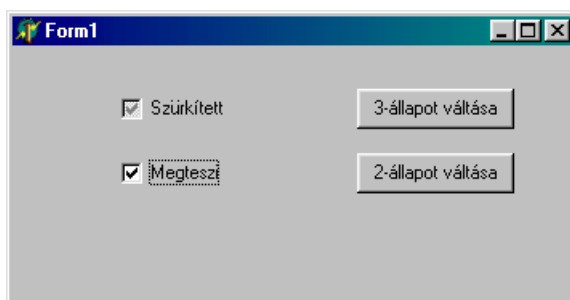 Form1
Szürkített
3-állapot váltása
Megteszi
2-állapot váltása